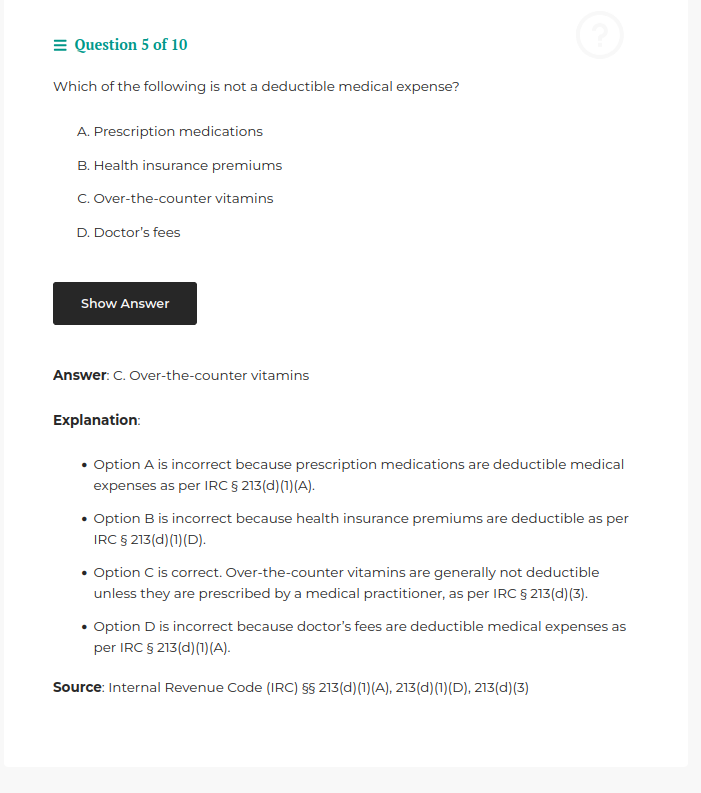 ?
Question 5 of 10
Which of the following is not a deductible medical expense?
A. Prescription medications
B. Health insurance premiums
C. Over-the-counter vitamins
D. Doctor’s fees
Show Answer
Answer: C. Over-the-counter vitamins
Explanation:
• Option A is incorrect because prescription medications are deductible medical
expenses as per IRC § 213(d)(1)(A).
• Option B is incorrect because health insurance premiums are deductible as per
IRC § 213(d)(1)(D).
• Option C is correct. Over-the-counter vitamins are generally not deductible
unless they are prescribed by a medical practitioner, as per IRC § 213(d)(3).
• Option D is incorrect because doctor’s fees are deductible medical expenses as
per IRC § 213(d)(1)(A).
Source: Internal Revenue Code (IRC) §§ 213(d)(1)(A), 213(d)(1)(D), 213(d)(3)